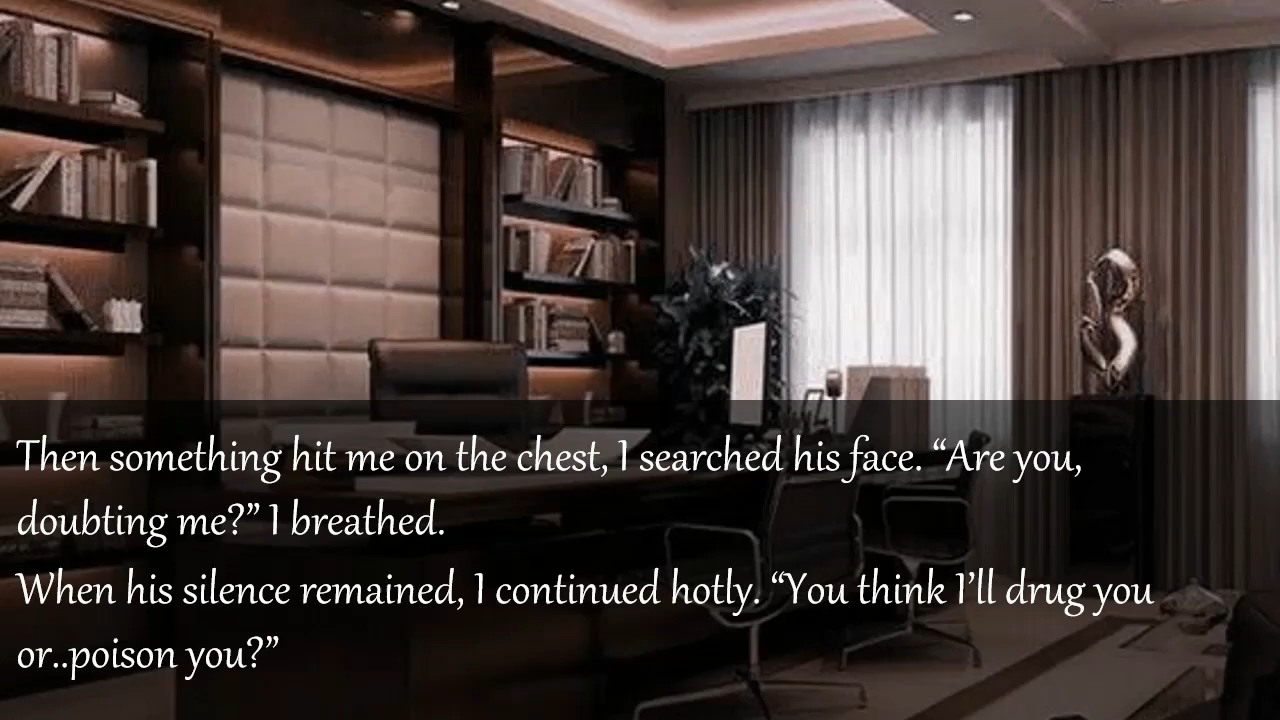 Then something hit me on the chest, I searched his face. “Are you,
doubting me?” I breathed.
When his silence remained, I continued hotly. “You think I’ll drug you
or..poison you?”